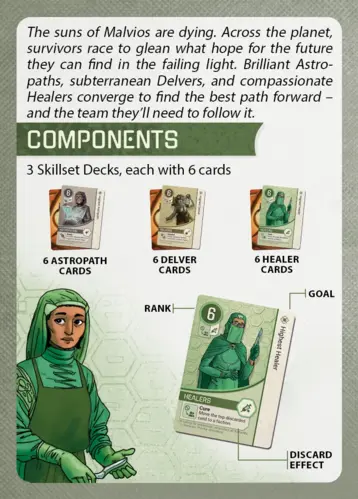 The suns of Malvios are dying. Across the planet,
survivors race to glean what hope for the future
they can find in the failing light. Brilliant Astro-
paths, subterranean Delvers, and compassionate
Healers converge to find the best path forward –
and the team they'll need to follow it.
COMPONENTS
3 Skillset Decks, each with 6 cards
6 ASTROPATH
CARDS
6 DELVER
CARDS
6 HEALER
CARDS
RANK
GOAL
6
Highest Healer
HEALERS
Cure
Move the top discarded
card to a faction.
DISCARD
EFFECT